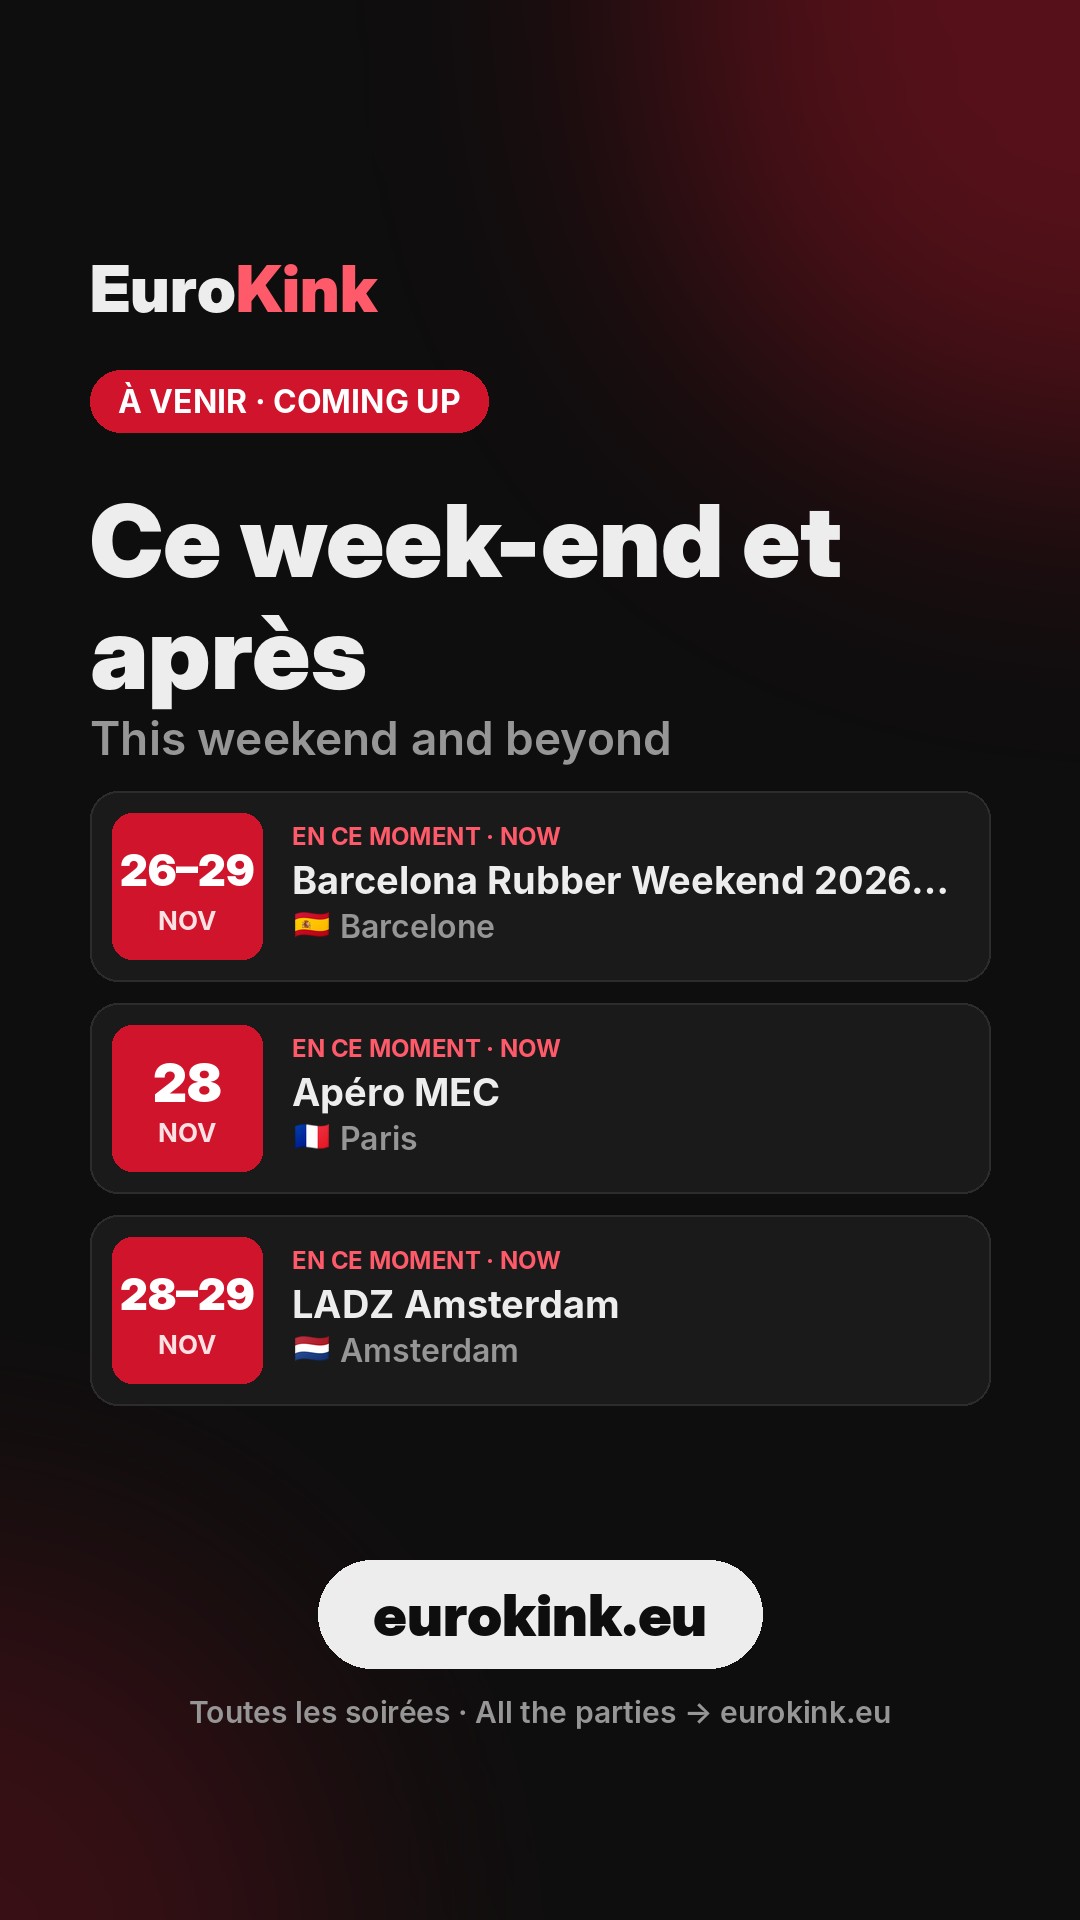 EuroKink
À VENIR · COMING UP
Ce week-end et
après
This weekend and beyond
26–29
NOV
EN CE MOMENT · NOW
Barcelona Rubber Weekend 2026…
🇪🇸 Barcelone
28
NOV
EN CE MOMENT · NOW
Apéro MEC
🇫🇷 Paris
28–29
NOV
EN CE MOMENT · NOW
LADZ Amsterdam
🇳🇱 Amsterdam
eurokink.eu
Toutes les soirées · All the parties → eurokink.eu